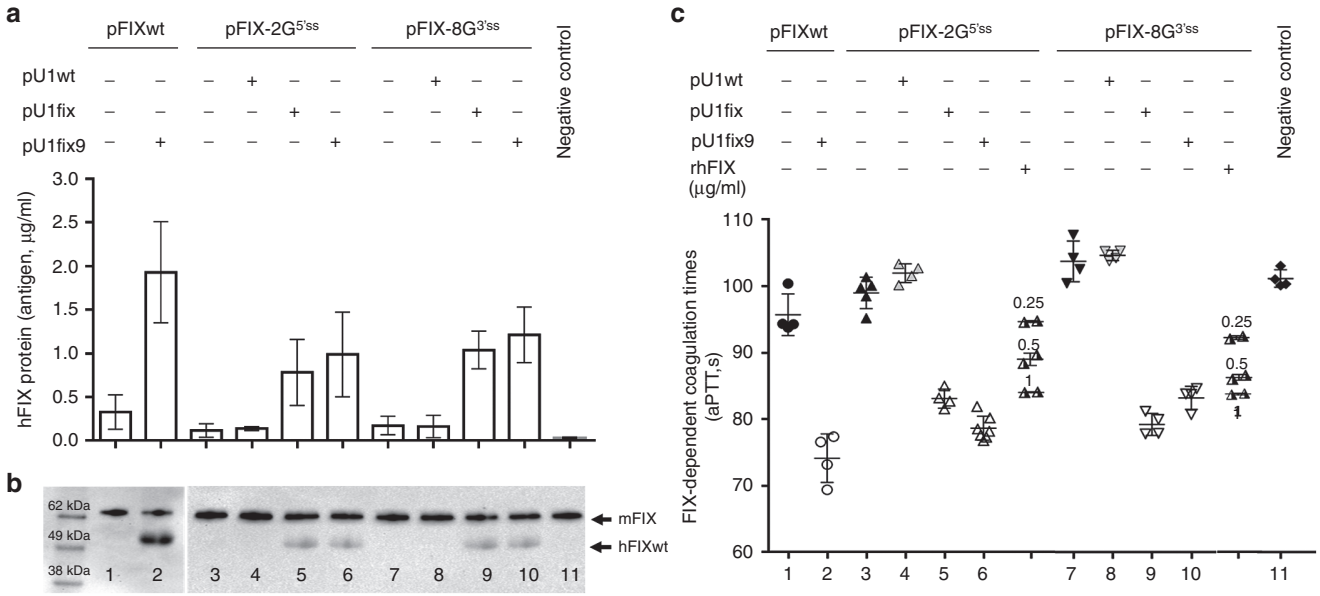 a
pFIXwt pFIX-2G5'ss pFIX-8G3'ss Negative control
pU1wt – – – + – – – + – –
pU1fix – – – – + – – – + –
pU1fix9 – + – – – + – – – +
hFIX protein (antigen, μg/ml)
3.0
2.5
2.0
1.5
1.0
0.5
0.0
b
62 kDa
49 kDa
38 kDa
mFIX
hFIXwt
1 2 3 4 5 6 7 8 9 10 11
c
pFIXwt pFIX-2G5'ss pFIX-8G3'ss Negative control
pU1wt – – – + – – – – + – – –
pU1fix – – – – + – – – – + – –
pU1fix9 – + – – – + – – – – + –
rhFIX – – – – – – + – – – – +
(μg/ml)
FIX-dependent coagulation times
(aPTT,s)
110
100
90
80
70
60
0.25
0.5
1
0.25
0.5
1
1 2 3 4 5 6 7 8 9 10 11